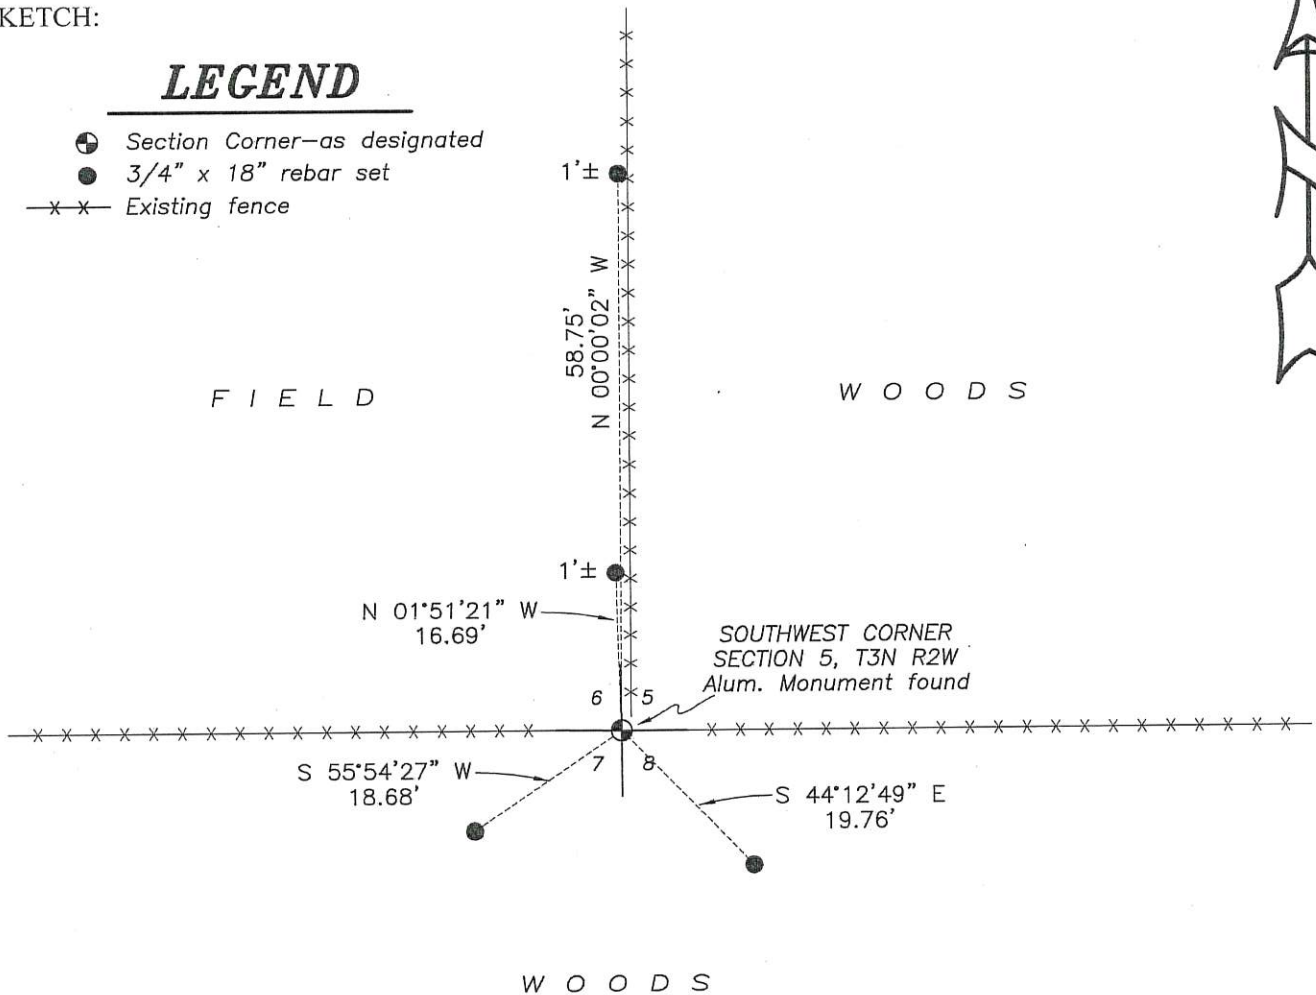 KETCH:
LEGEND
Section Corner—as designated
3/4" x 18" rebar set
x x Existing fence
1'±
58.75'
N 00°00'02" W
FIELD
WOODS
1'±
N 01°51'21" W
16.69'
SOUTHWEST CORNER
SECTION 5, T3N R2W
Alum. Monument found
6 5
7 8
S 55°54'27" W
18.68'
S 44°12'49" E
19.76'
WOODS